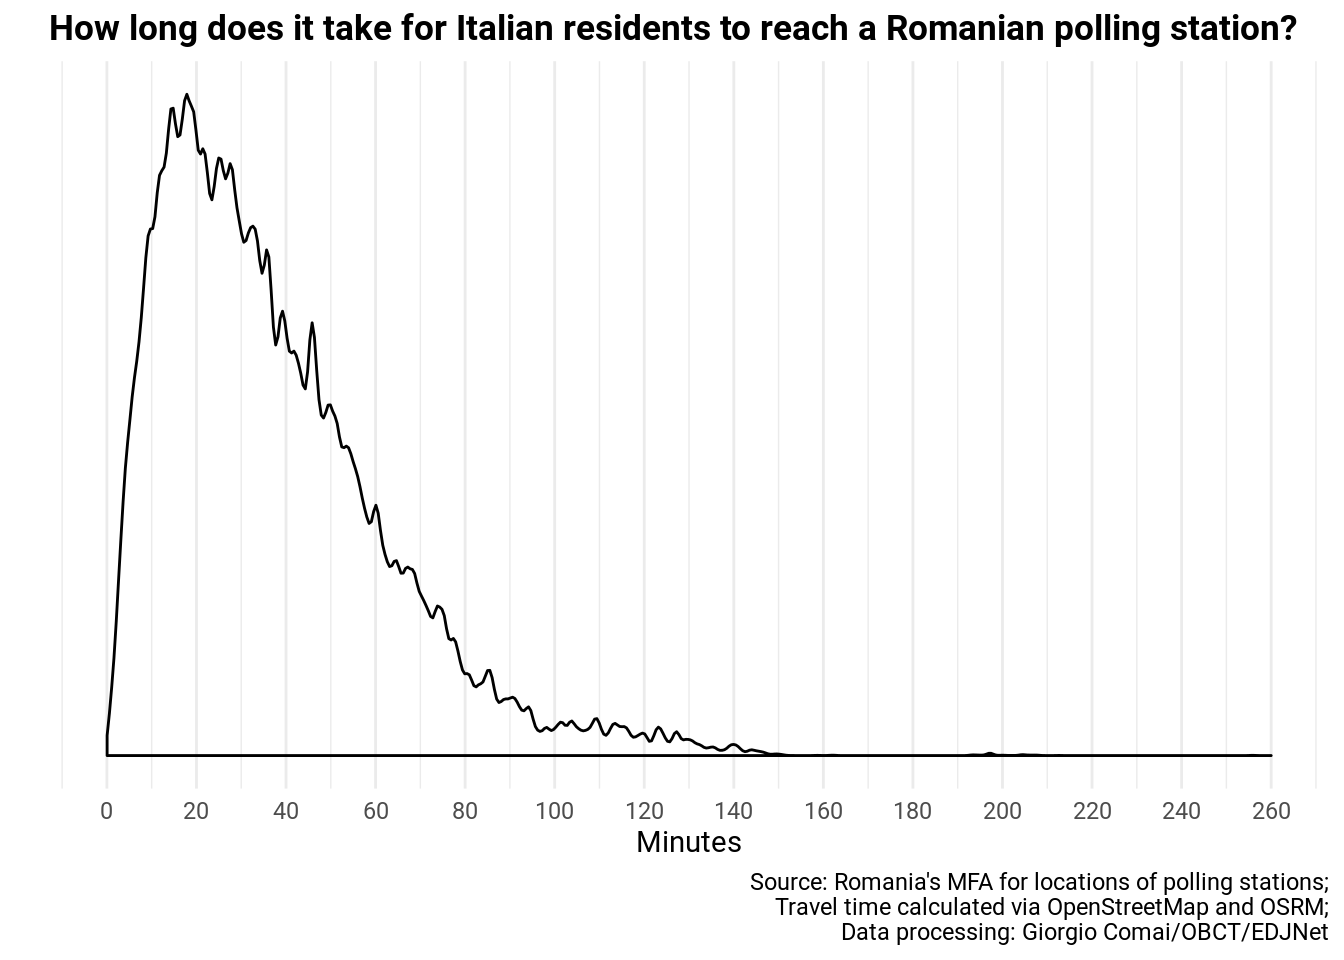 How long does it take for Italian residents to reach a Romanian polling station?
0 20 40 60 80 100 120 140 160 180 200 220 240 260
Minutes
Source: Romania's MFA for locations of polling stations;
Travel time calculated via OpenStreetMap and OSRM;
Data processing: Giorgio Comai/OBCT/EDJNet